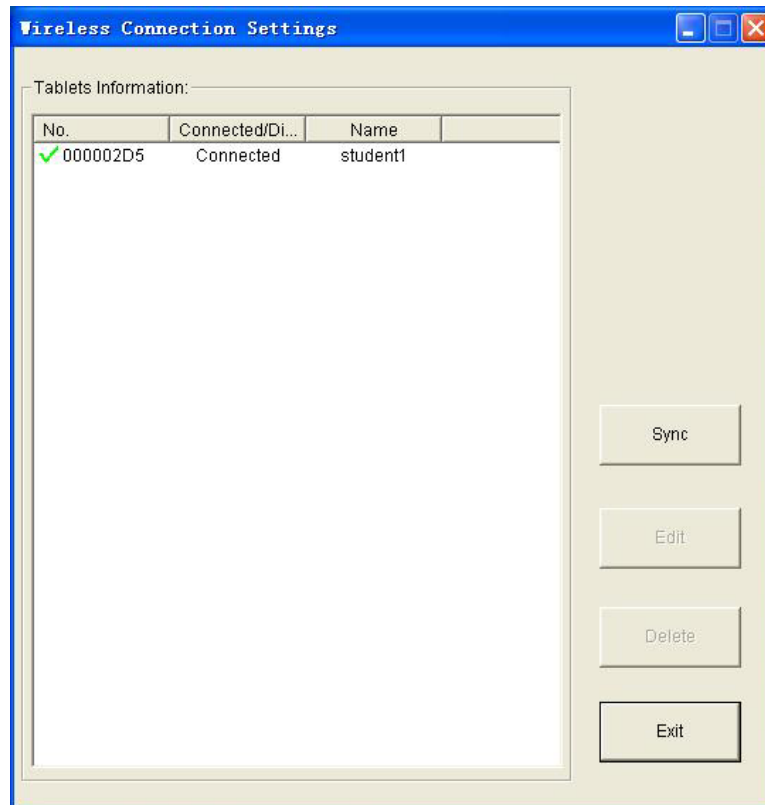 Wireless Connection Settings
Tablets Information:
No. Connected/Di... Name
000002D5 Connected student1
Sync
Edit
Delete
Exit